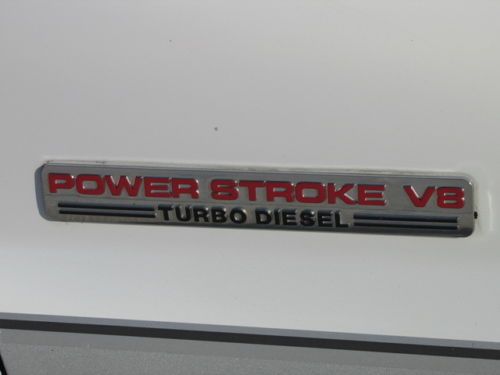 POWER STROKE V8
TURBO DIESEL